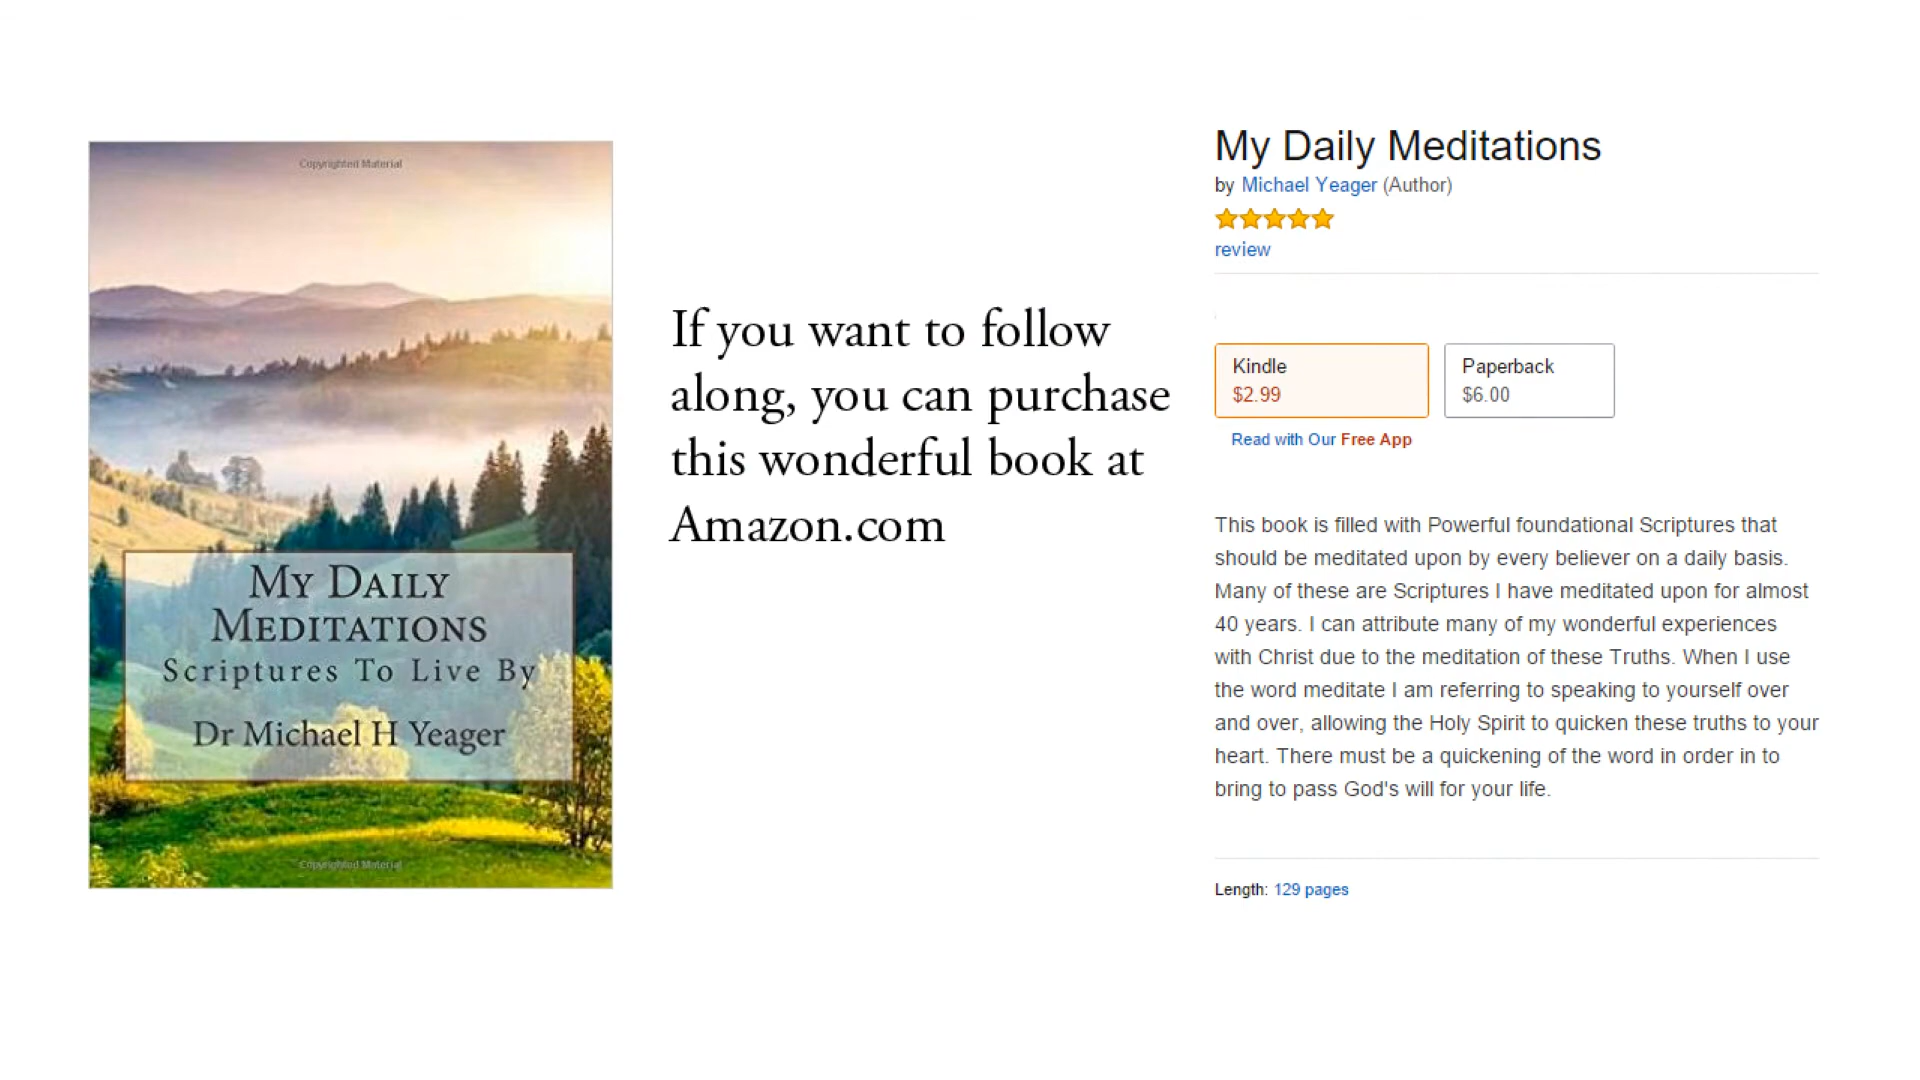 Copyrighted Material
My Daily
Meditations
Scriptures To Live By
Dr Michael H Yeager
Copyrighted Material
If you want to follow
along, you can purchase
this wonderful book at
Amazon.com
My Daily Meditations
by Michael Yeager (Author)
review
Kindle
$2.99
Paperback
$6.00
Read with Our Free App
This book is filled with Powerful foundational Scriptures that
should be meditated upon by every believer on a daily basis.
Many of these are Scriptures I have meditated upon for almost
40 years. I can attribute many of my wonderful experiences
with Christ due to the meditation of these Truths. When I use
the word meditate I am referring to speaking to yourself over
and over, allowing the Holy Spirit to quicken these truths to your
heart. There must be a quickening of the word in order in to
bring to pass God's will for your life.
Length: 129 pages